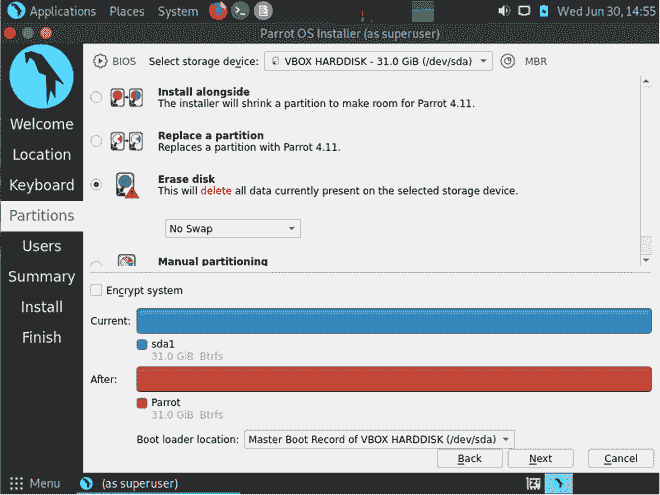 Applications Places System Wed Jun 30, 14:55
Parrot OS Installer (as superuser)
BIOS Select storage device: VBOX HARDDISK - 31.0 GiB (/dev/sda) MBR
Welcome
Location
Keyboard
Partitions
Users
Summary
Install
Finish
Install alongside
The installer will shrink a partition to make room for Parrot 4.11.
Replace a partition
Replaces a partition with Parrot 4.11.
Erase disk
This will delete all data currently present on the selected storage device.
No Swap
Manual partitioning
Encrypt system
Current:
sda1
31.0 GiB Btrfs
After:
Parrot
31.0 GiB Btrfs
Boot loader location: Master Boot Record of VBOX HARDDISK (/dev/sda)
Back Next Cancel
Menu (as superuser)